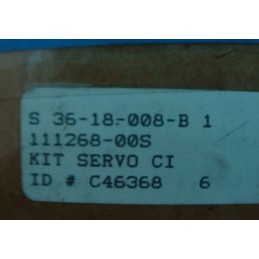 S 36-18-008-B 1
111268-00S
KIT SERVO CI
ID # C46368 6